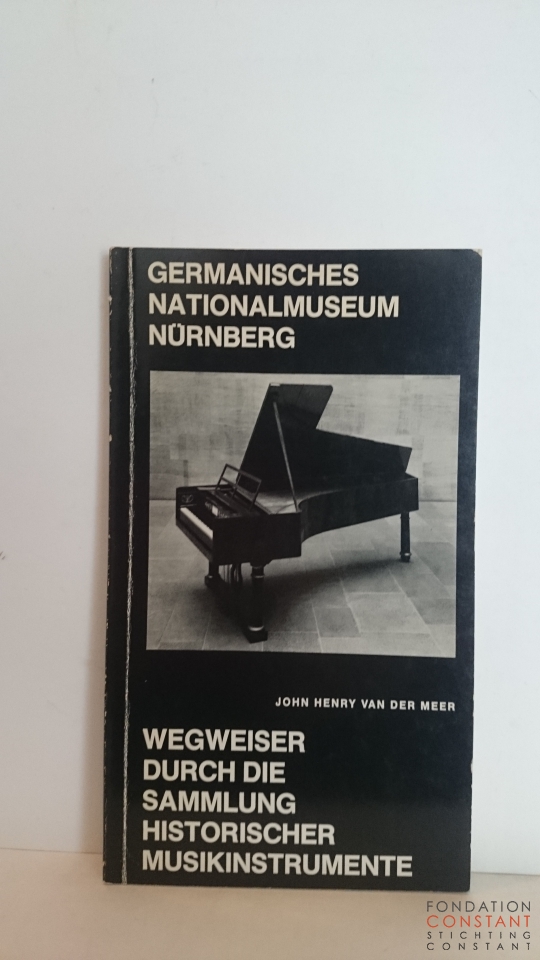 GERMANISCHES
NATIONALMUSEUM
NÜRNBERG
JOHN HENRY VAN DER MEER
WEGWEISER
DURCH DIE
SAMMLUNG
HISTORISCHER
MUSIKINSTRUMENTE
FONDATION
CONSTANT
STICHTING
CONSTANT